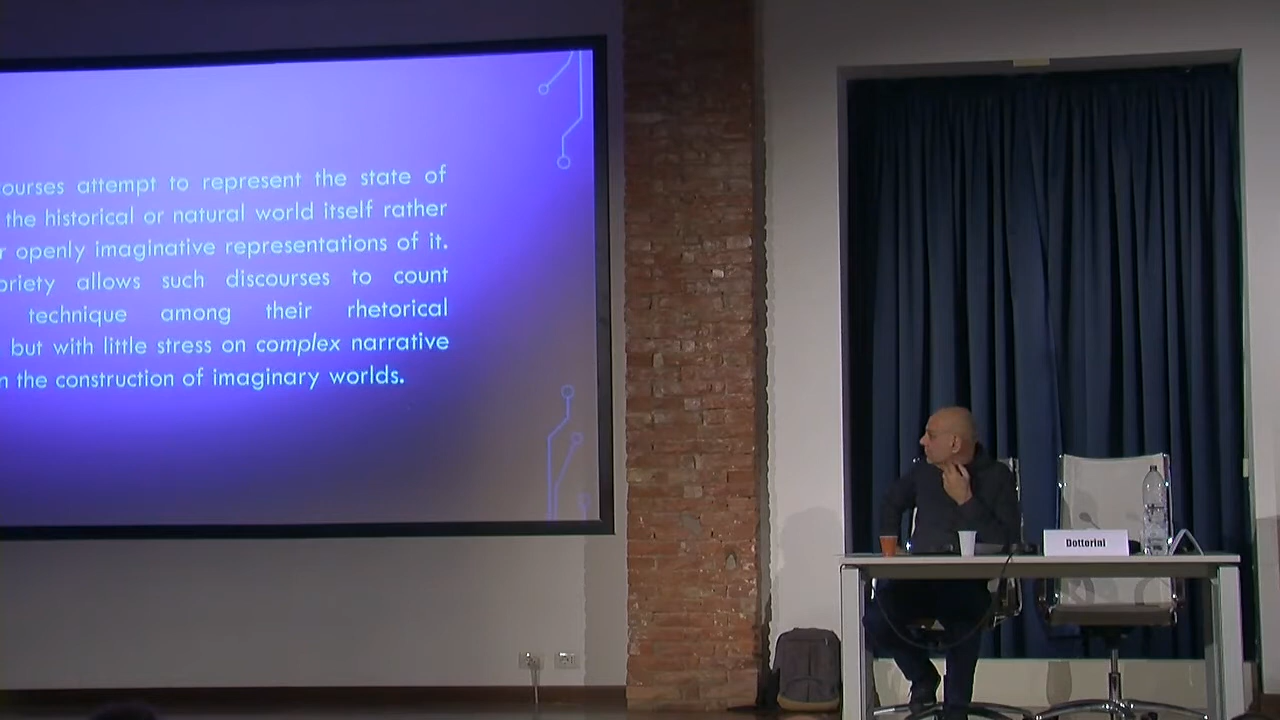 courses attempt to represent the state of
the historical or natural world itself rather
r openly imaginative representations of it.
priety allows such discourses to count
technique among their rhetorical
but with little stress on complex narrative
n the construction of imaginary worlds.
Dottorini